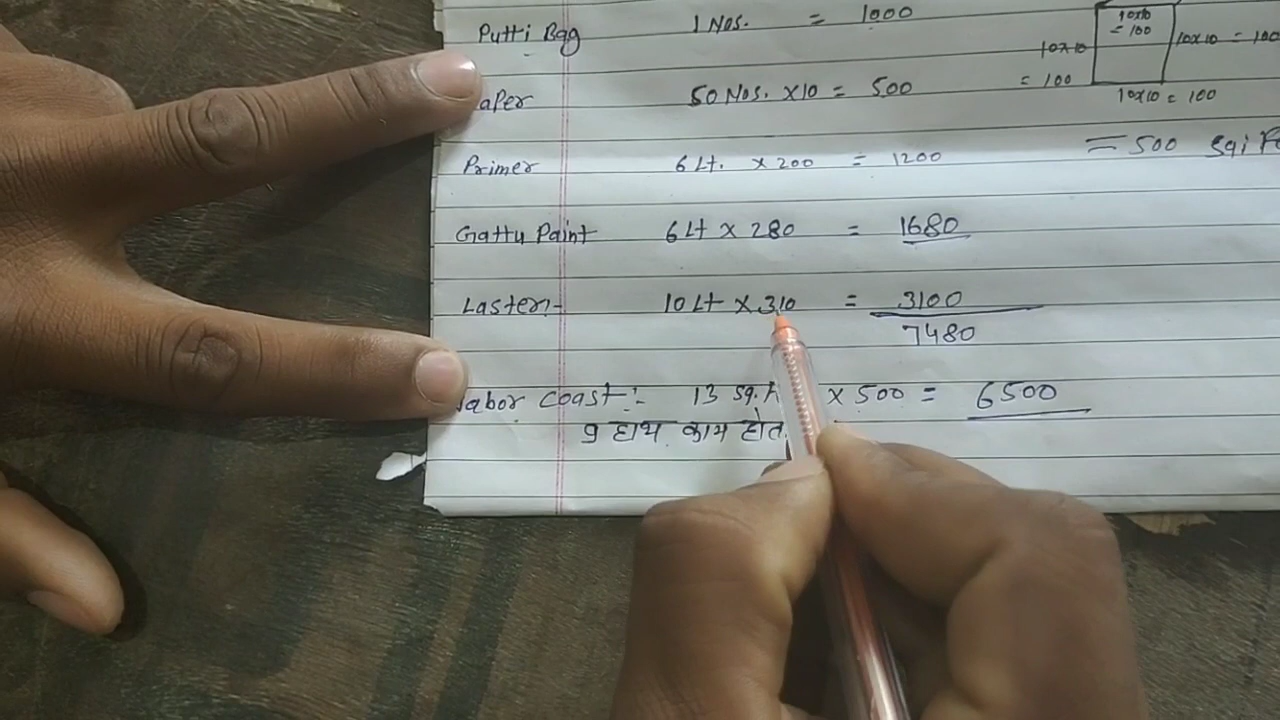 Putti Bag 1 Nos. = 1000
aper 50 Nos. x10 = 500
Primer 6 Lt. x 200 = 1200
Gattu Paint 6 Lt x 280 = 1680
Laster:- 10 Lt x 310 = 3100
7480
Labor Coast:- 13 sq.f x 500 = 6500
9 हाथ काम होत
10x10
= 100
10x10
= 100
10x10 = 100
10x10 = 100
= 500 sqi F